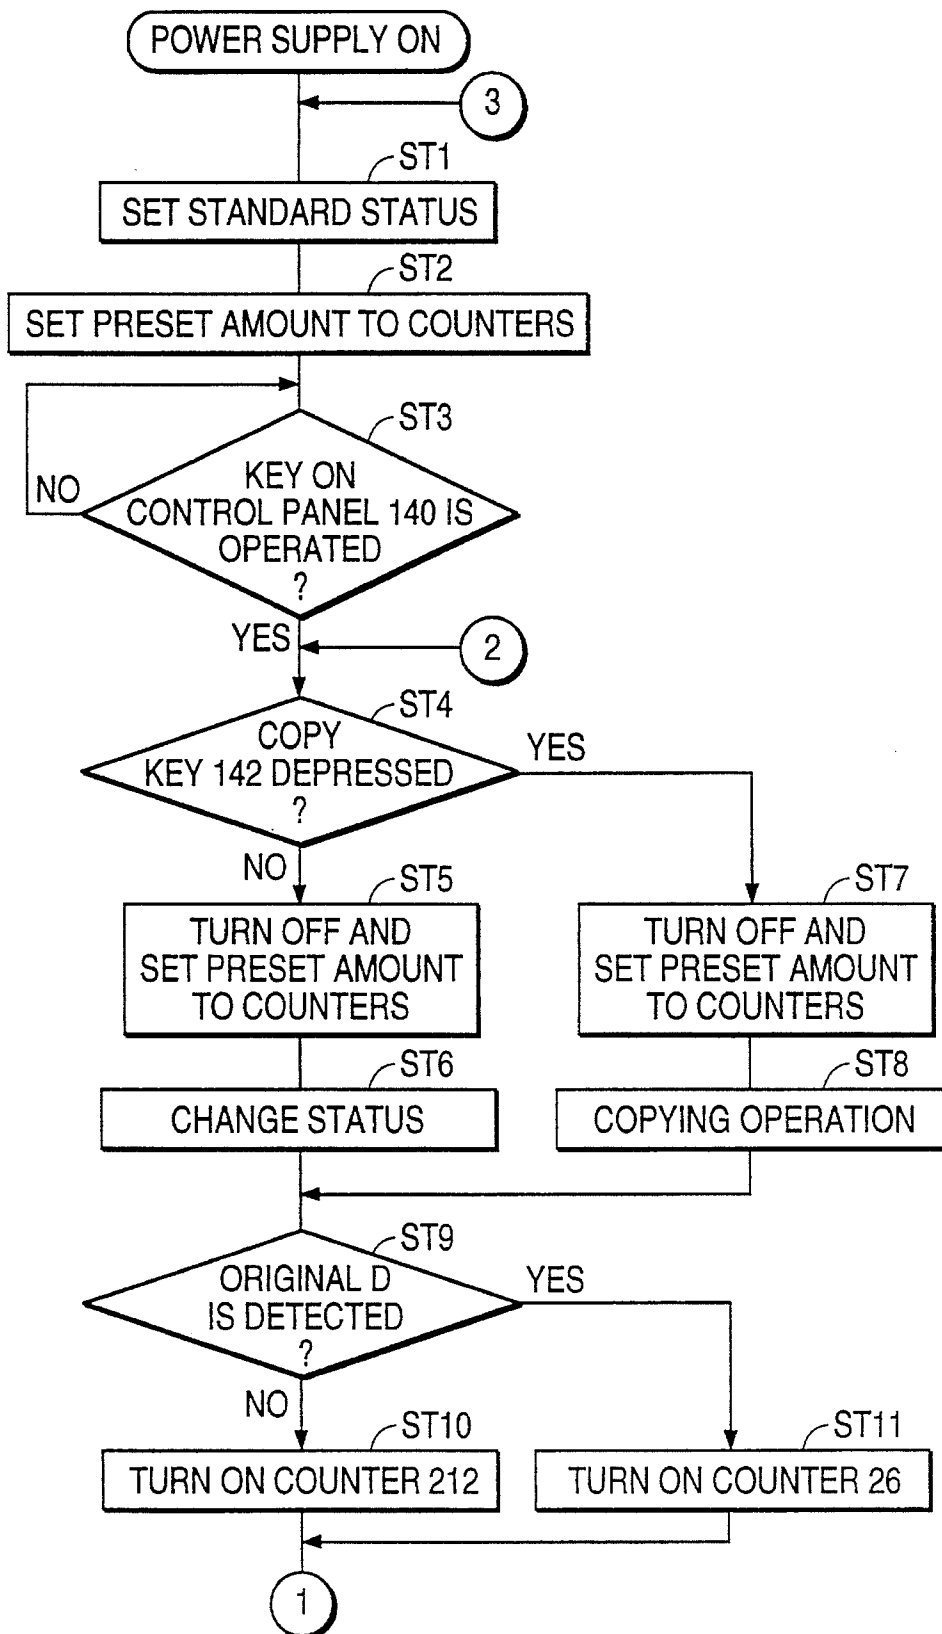 POWER SUPPLY ON
3
ST1
SET STANDARD STATUS
ST2
SET PRESET AMOUNT TO COUNTERS
ST3
KEY ON
CONTROL PANEL 140 IS
OPERATED
?
NO
YES
2
ST4
COPY
KEY 142 DEPRESSED
?
YES
NO
ST5
TURN OFF AND
SET PRESET AMOUNT
TO COUNTERS
ST7
TURN OFF AND
SET PRESET AMOUNT
TO COUNTERS
ST6
CHANGE STATUS
ST8
COPYING OPERATION
ST9
ORIGINAL D
IS DETECTED
?
YES
NO
ST10
TURN ON COUNTER 212
ST11
TURN ON COUNTER 26
1